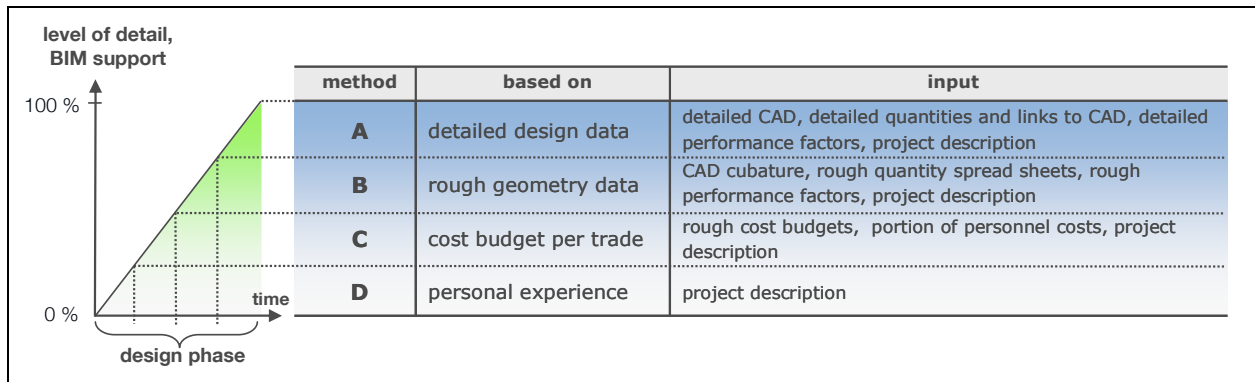 level of detail,
BIM support
100 %
0 %
time
design phase
method based on input
A detailed design data detailed CAD, detailed quantities and links to CAD, detailed
performance factors, project description
B rough geometry data CAD cubature, rough quantity spread sheets, rough
performance factors, project description
C cost budget per trade rough cost budgets, portion of personnel costs, project
description
D personal experience project description